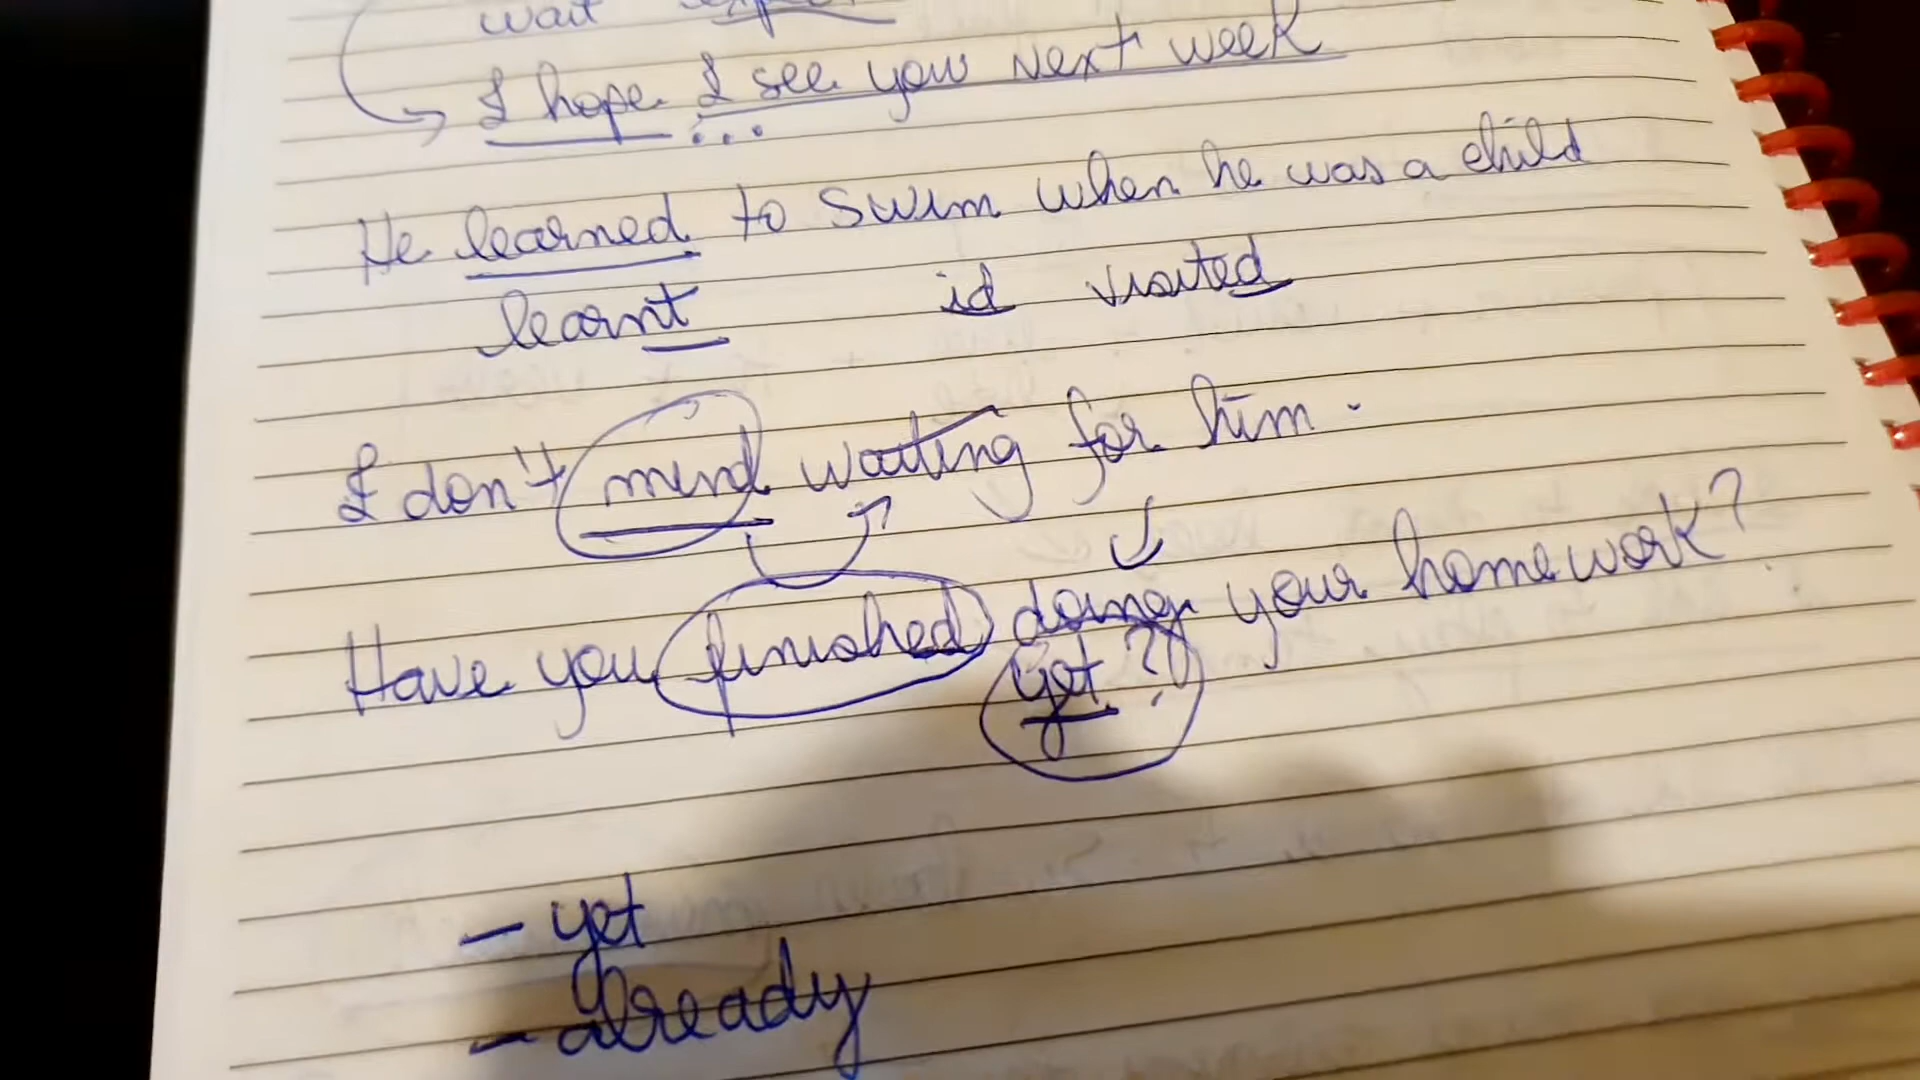 wait expect
I hope I see you next week
He learned to swim when he was a child
learnt id visited
I don't mind waiting for him.
Have you finished doing your homework?
yet?
- yet
- already